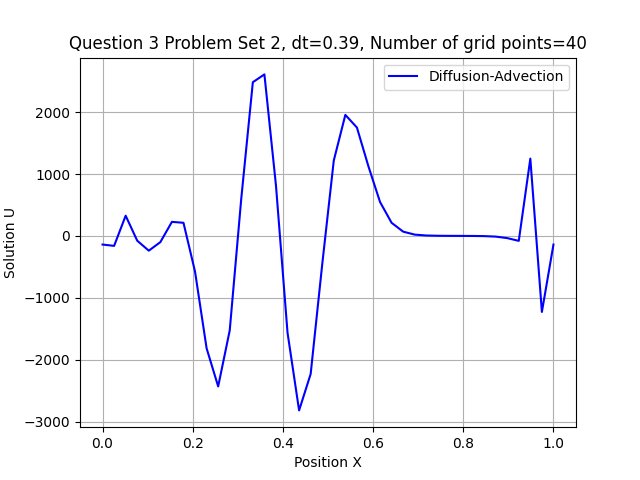 Question 3 Problem Set 2, dt=0.39, Number of grid points=40
Diffusion-Advection
2000
1000
0
−1000
−2000
−3000
Solution U
0.0 0.2 0.4 0.6 0.8 1.0
Position X